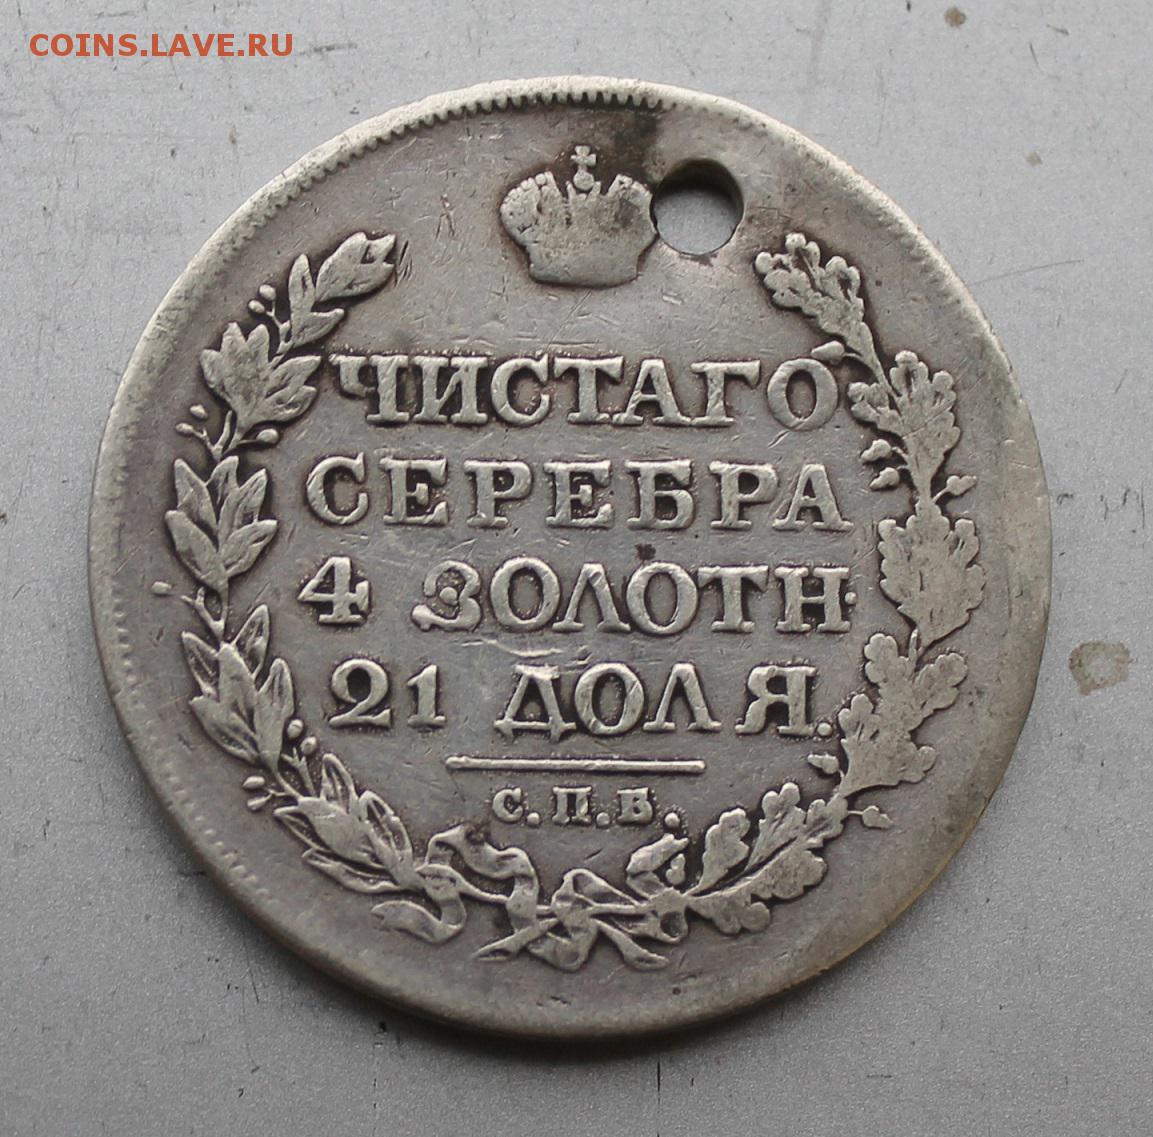 COINS.LAVE.RU
ЧИСТАГО
СЕРЕБРА
4 ЗОЛОТН.
21 ДОЛЯ.
С.П.Б.